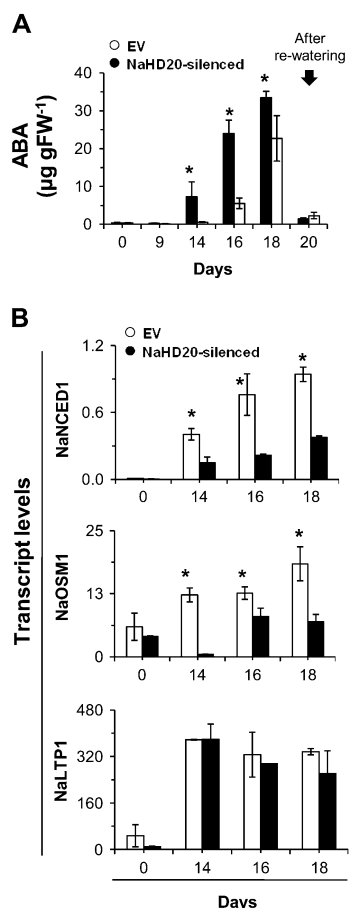 A
EV
NaHD20-silenced
After
re-watering
ABA
(µg gFW-1)
40
30
20
10
0
*
*
*
0 9 14 16 18 20
Days
B
EV
NaHD20-silenced
Transcript levels
NaNCED1
1.2
0.6
0.0
*
*
*
0 14 16 18
NaOSM1
25
13
0
*
*
*
0 14 16 18
NaLTP1
480
320
160
0
0 14 16 18
Days